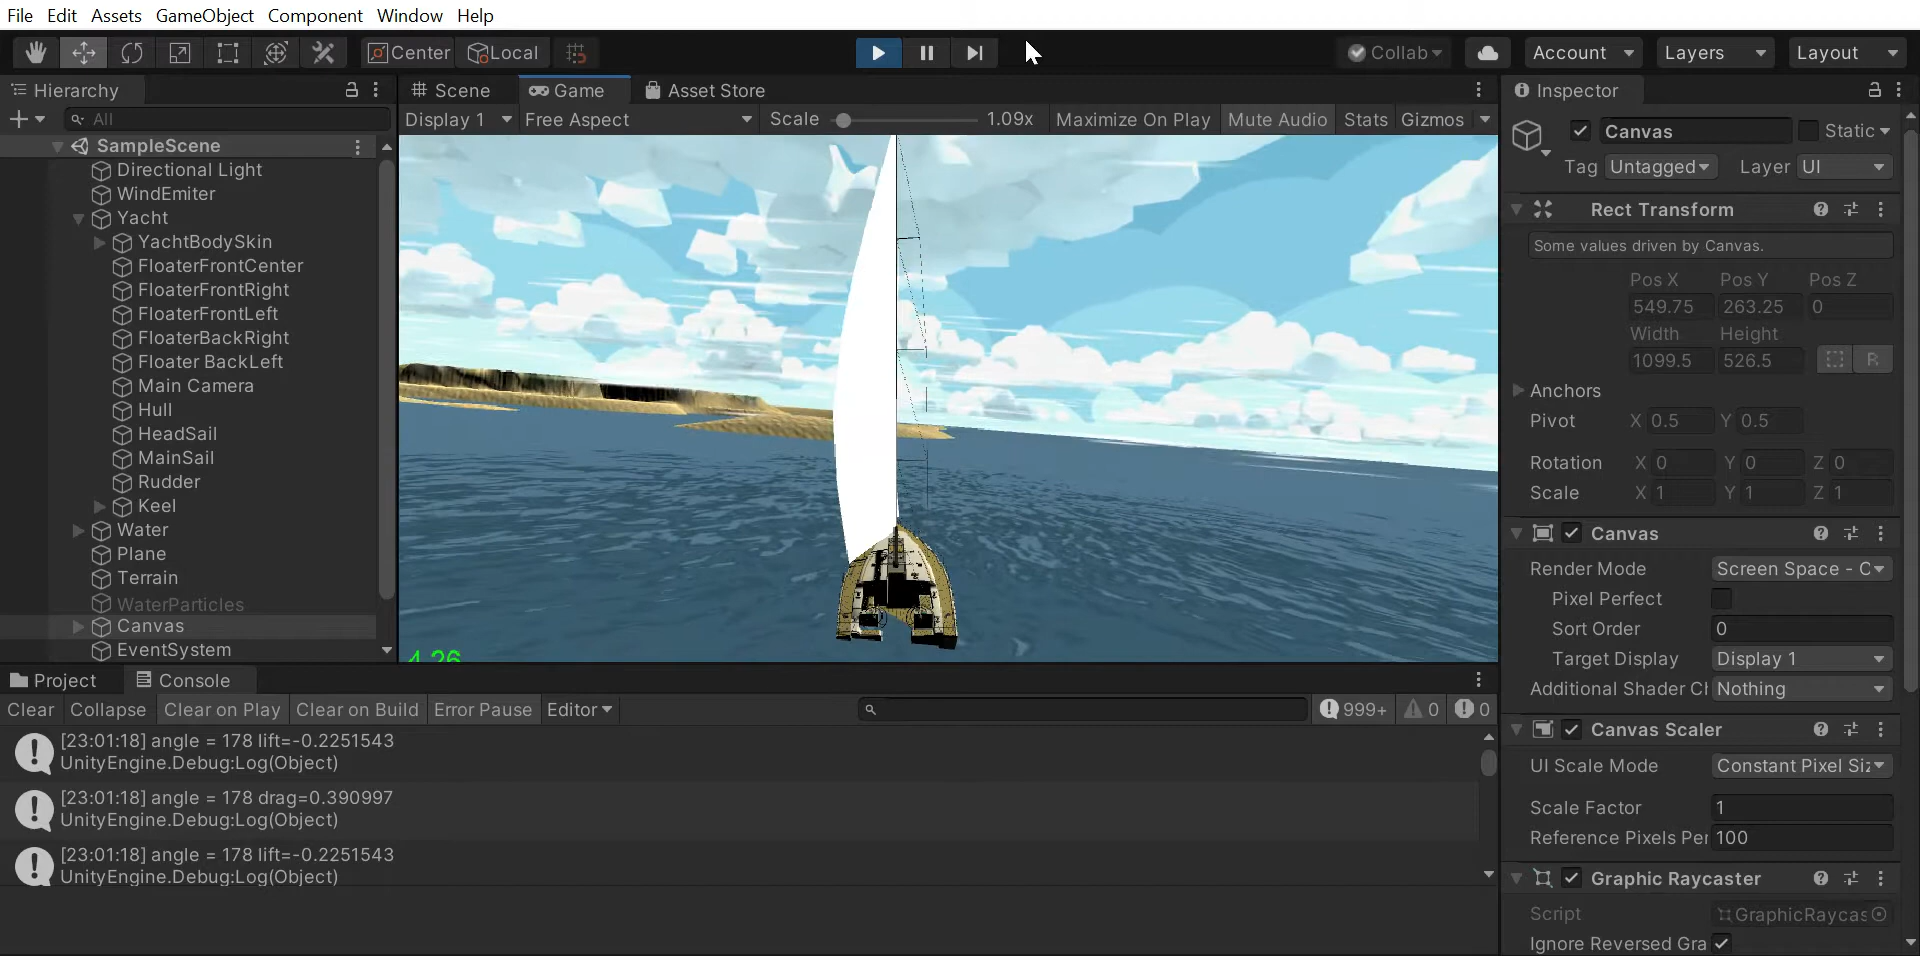 File Edit Assets GameObject Component Window Help
Center Local Collab Account Layers Layout
Hierarchy
All
SampleScene
Directional Light
WindEmiter
Yacht
YachtBodySkin
FloaterFrontCenter
FloaterFrontRight
FloaterFrontLeft
FloaterBackRight
Floater BackLeft
Main Camera
Hull
HeadSail
MainSail
Rudder
Keel
Water
Plane
Terrain
WaterParticles
Canvas
EventSystem
Scene Game Asset Store
Display 1 Free Aspect Scale 1.09x Maximize On Play Mute Audio Stats Gizmos
4.26
Inspector
Canvas Static
Tag Untagged Layer UI
Rect Transform
Some values driven by Canvas.
Pos X Pos Y Pos Z
549.75 263.25 0
Width Height
1099.5 526.5 R
Anchors
Pivot X 0.5 Y 0.5
Rotation X 0 Y 0 Z 0
Scale X 1 Y 1 Z 1
Canvas
Render Mode Screen Space - C
Pixel Perfect
Sort Order 0
Target Display Display 1
Additional Shader Cl Nothing
Canvas Scaler
UI Scale Mode Constant Pixel Siz
Scale Factor 1
Reference Pixels Per 100
Graphic Raycaster
Script GraphicRaycas
Ignore Reversed Gra
Project Console
Clear Collapse Clear on Play Clear on Build Error Pause Editor 999+ 0 0
[23:01:18] angle = 178 lift=-0.2251543
UnityEngine.Debug:Log(Object)
[23:01:18] angle = 178 drag=0.390997
UnityEngine.Debug:Log(Object)
[23:01:18] angle = 178 lift=-0.2251543
UnityEngine.Debug:Log(Object)